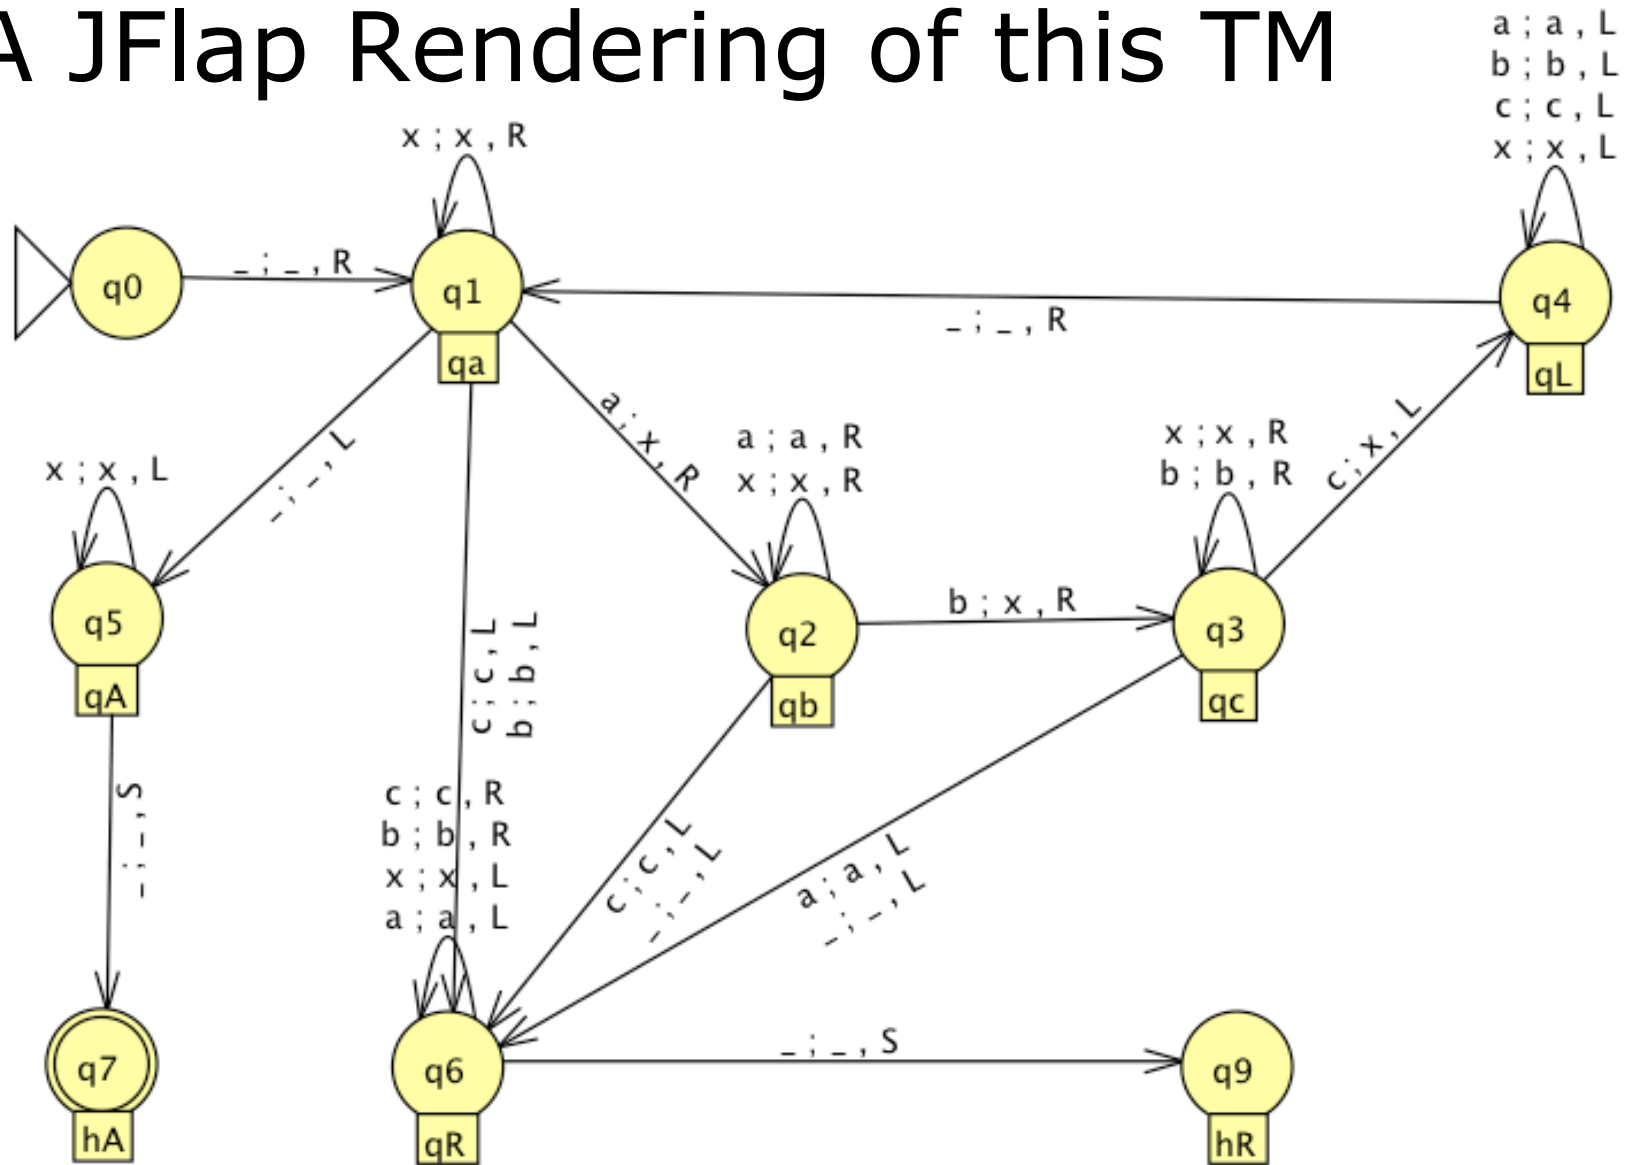 A JFlap Rendering of this TM
a ; a , L
b ; b , L
c ; c , L
x ; x , L
x ; x , R
q0
_ ; _ , R
q1
qa
_ ; _ , R
q4
qL
_ ; _ , L
a ; x , R
a ; a , R
x ; x , R
x ; x , R
b ; b , R
c ; x , L
x ; x , L
q5
qA
c ; c , L
b ; b , L
q2
qb
b ; x , R
q3
qc
_ ; _ , S
c ; c , R
b ; b , R
x ; x , L
a ; a , L
c ; c , L
_ ; _ , L
a ; a , L
_ ; _ , L
q7
hA
q6
qR
_ ; _ , S
q9
hR